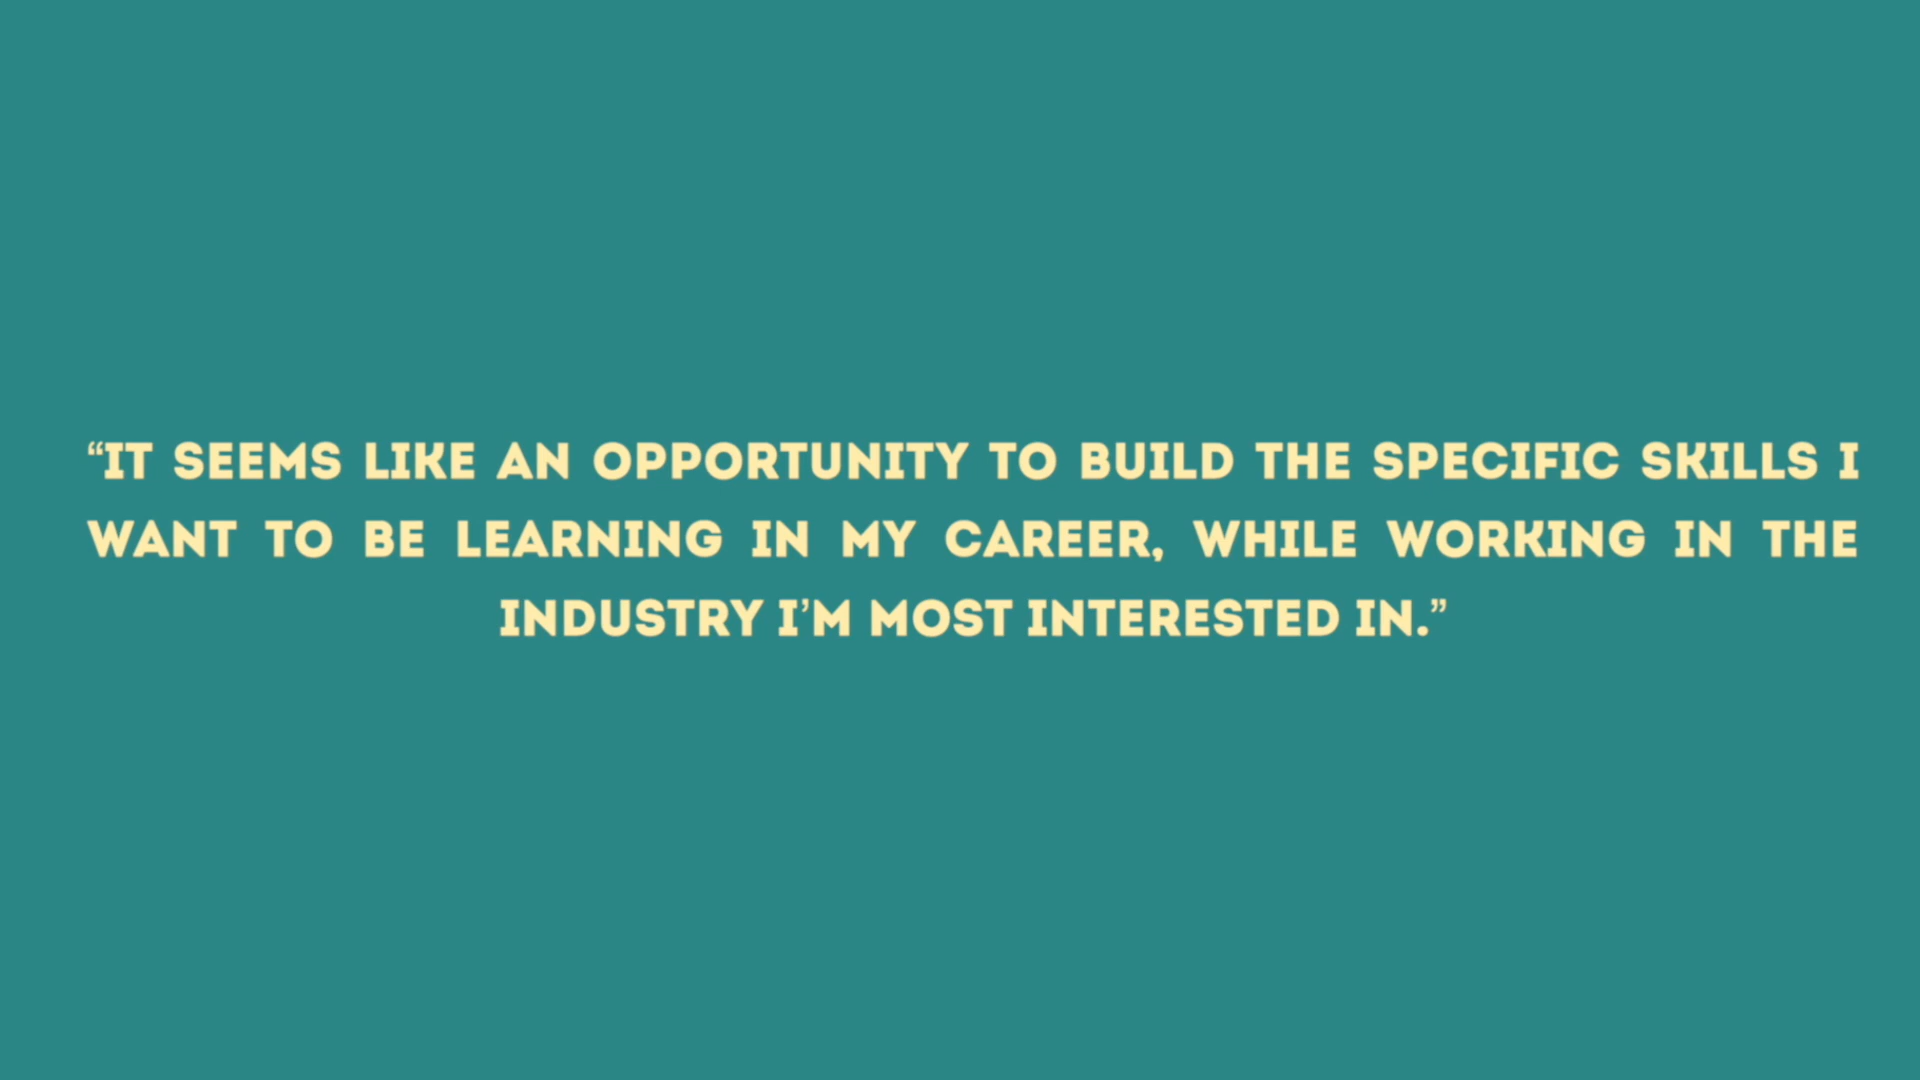 “IT SEEMS LIKE AN OPPORTUNITY TO BUILD THE SPECIFIC SKILLS I
WANT TO BE LEARNING IN MY CAREER, WHILE WORKING IN THE
INDUSTRY I’M MOST INTERESTED IN.”